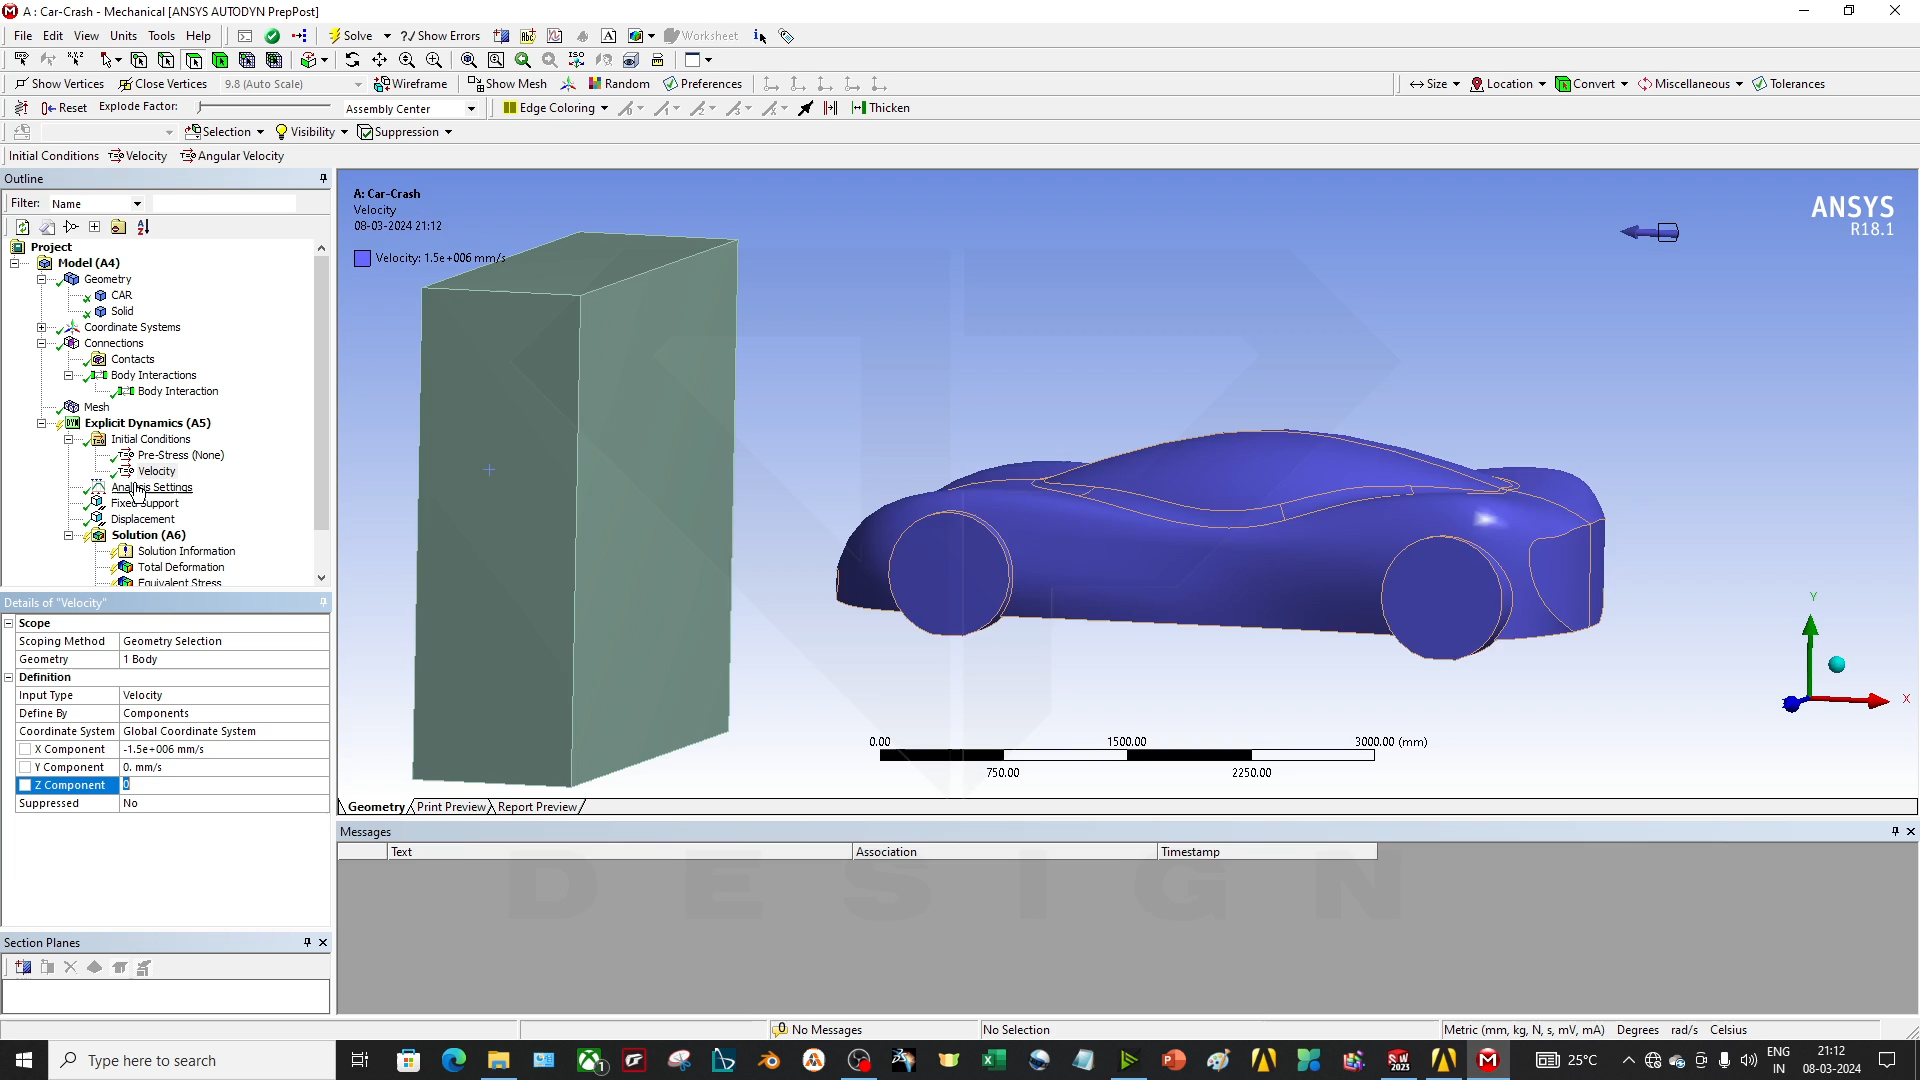 A : Car-Crash - Mechanical [ANSYS AUTODYN PrepPost]
File Edit View Units Tools Help Solve ?/ Show Errors Worksheet
Show Vertices Close Vertices 9.8 (Auto Scale) Wireframe Show Mesh Random Preferences Size Location Convert Miscellaneous Tolerances
Reset Explode Factor: Assembly Center Edge Coloring Thicken
Selection Visibility Suppression
Initial Conditions Velocity Angular Velocity
Outline
Filter: Name
Project
Model (A4)
Geometry
CAR
Solid
Coordinate Systems
Connections
Contacts
Body Interactions
Body Interaction
Mesh
Explicit Dynamics (A5)
Initial Conditions
Pre-Stress (None)
Velocity
Analysis Settings
Fixed Support
Displacement
Solution (A6)
Solution Information
Total Deformation
Equivalent Stress
Details of "Velocity"
Scope
Scoping Method Geometry Selection
Geometry 1 Body
Definition
Input Type Velocity
Define By Components
Coordinate System Global Coordinate System
X Component -1.5e+006 mm/s
Y Component 0. mm/s
Z Component 0
Suppressed No
Section Planes
A: Car-Crash
Velocity
08-03-2024 21:12
Velocity: 1.5e+006 mm/s
ANSYS
R18.1
Y
X
0.00 1500.00 3000.00 (mm)
750.00 2250.00
Geometry Print Preview Report Preview
Messages
Text Association Timestamp
DESIGN
No Messages No Selection Metric (mm, kg, N, s, mV, mA) Degrees rad/s Celsius
Type here to search
25°C
ENG
IN
21:12
08-03-2024